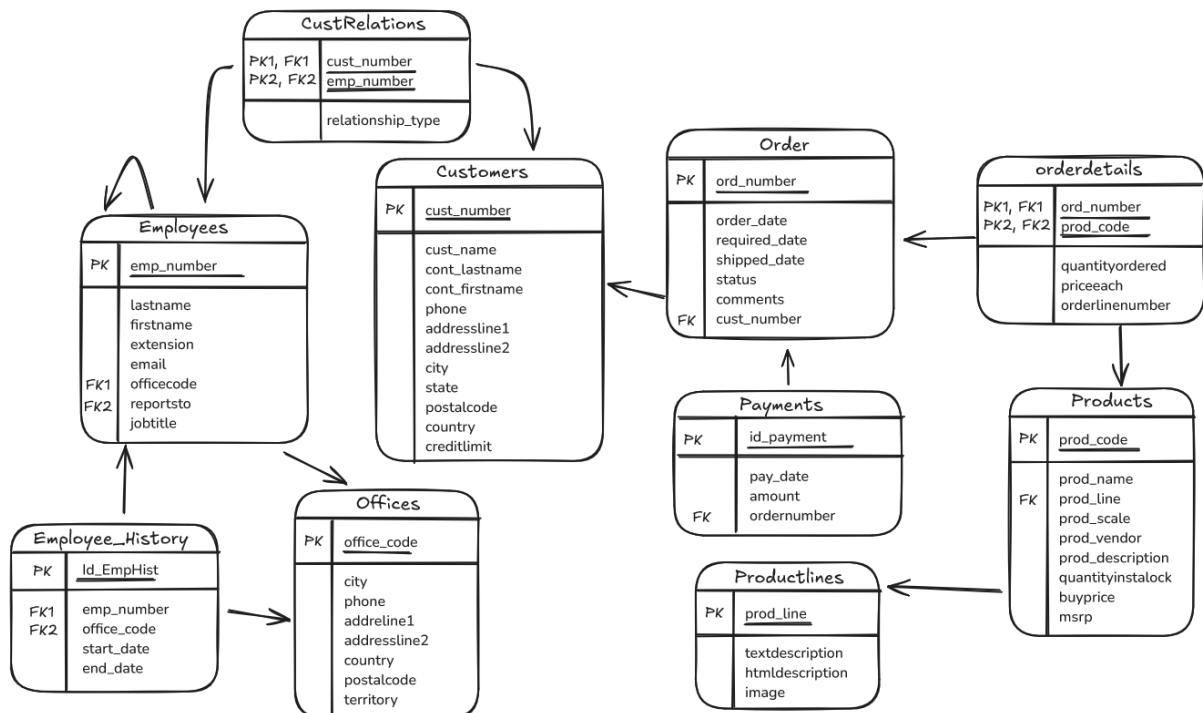 CustRelations
PK1, FK1 cust_number
PK2, FK2 emp_number
relationship_type
Employees
PK emp_number
lastname
firstname
extension
email
FK1 officecode
FK2 reportsto
jobtitle
Customers
PK cust_number
cust_name
cont_lastname
cont_firstname
phone
addressline1
addressline2
city
state
postalcode
country
creditlimit
Order
PK ord_number
order_date
required_date
shipped_date
status
comments
FK cust_number
orderdetails
PK1, FK1 ord_number
PK2, FK2 prod_code
quantityordered
priceeach
orderlinenumber
Employee_History
PK Id_EmpHist
FK1 emp_number
FK2 office_code
start_date
end_date
Offices
PK office_code
city
phone
addreline1
addressline2
country
postalcode
territory
Payments
PK id_payment
pay_date
amount
FK ordernumber
Products
PK prod_code
prod_name
FK prod_line
prod_scale
prod_vendor
prod_description
quantityinstalock
buyprice
msrp
Productlines
PK prod_line
textdescription
htmldescription
image